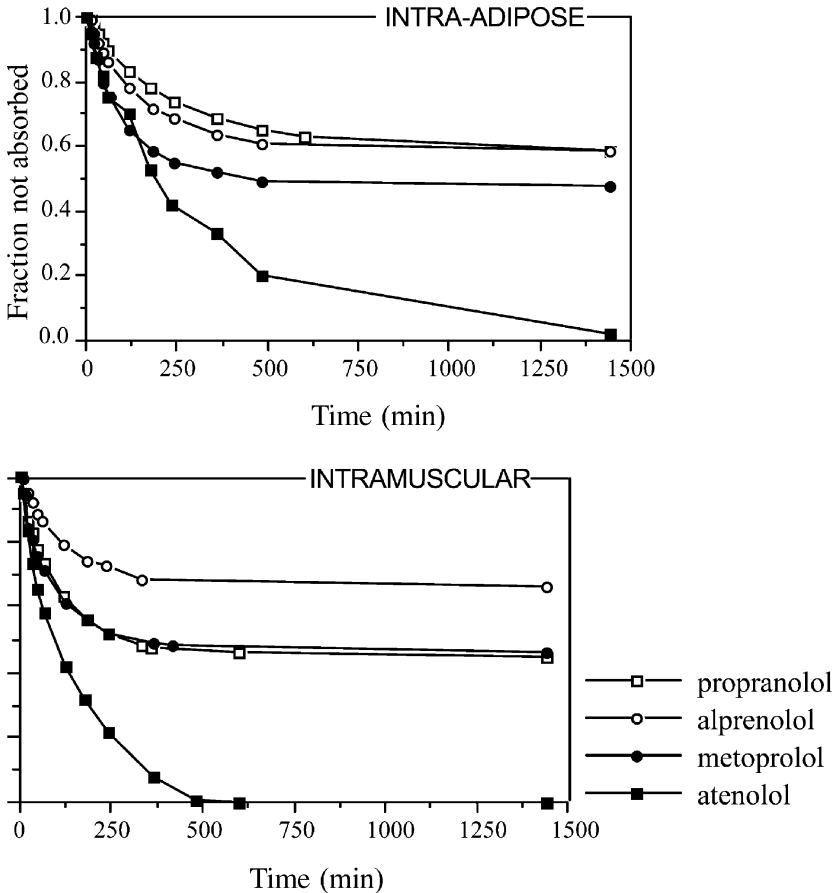 INTRA-ADIPOSE
1.0
0.8
0.6
0.4
0.2
0.0
Fraction not absorbed
0 250 500 750 1000 1250 1500
Time (min)
INTRAMUSCULAR
propranolol
alprenolol
metoprolol
atenolol
0 250 500 750 1000 1250 1500
Time (min)